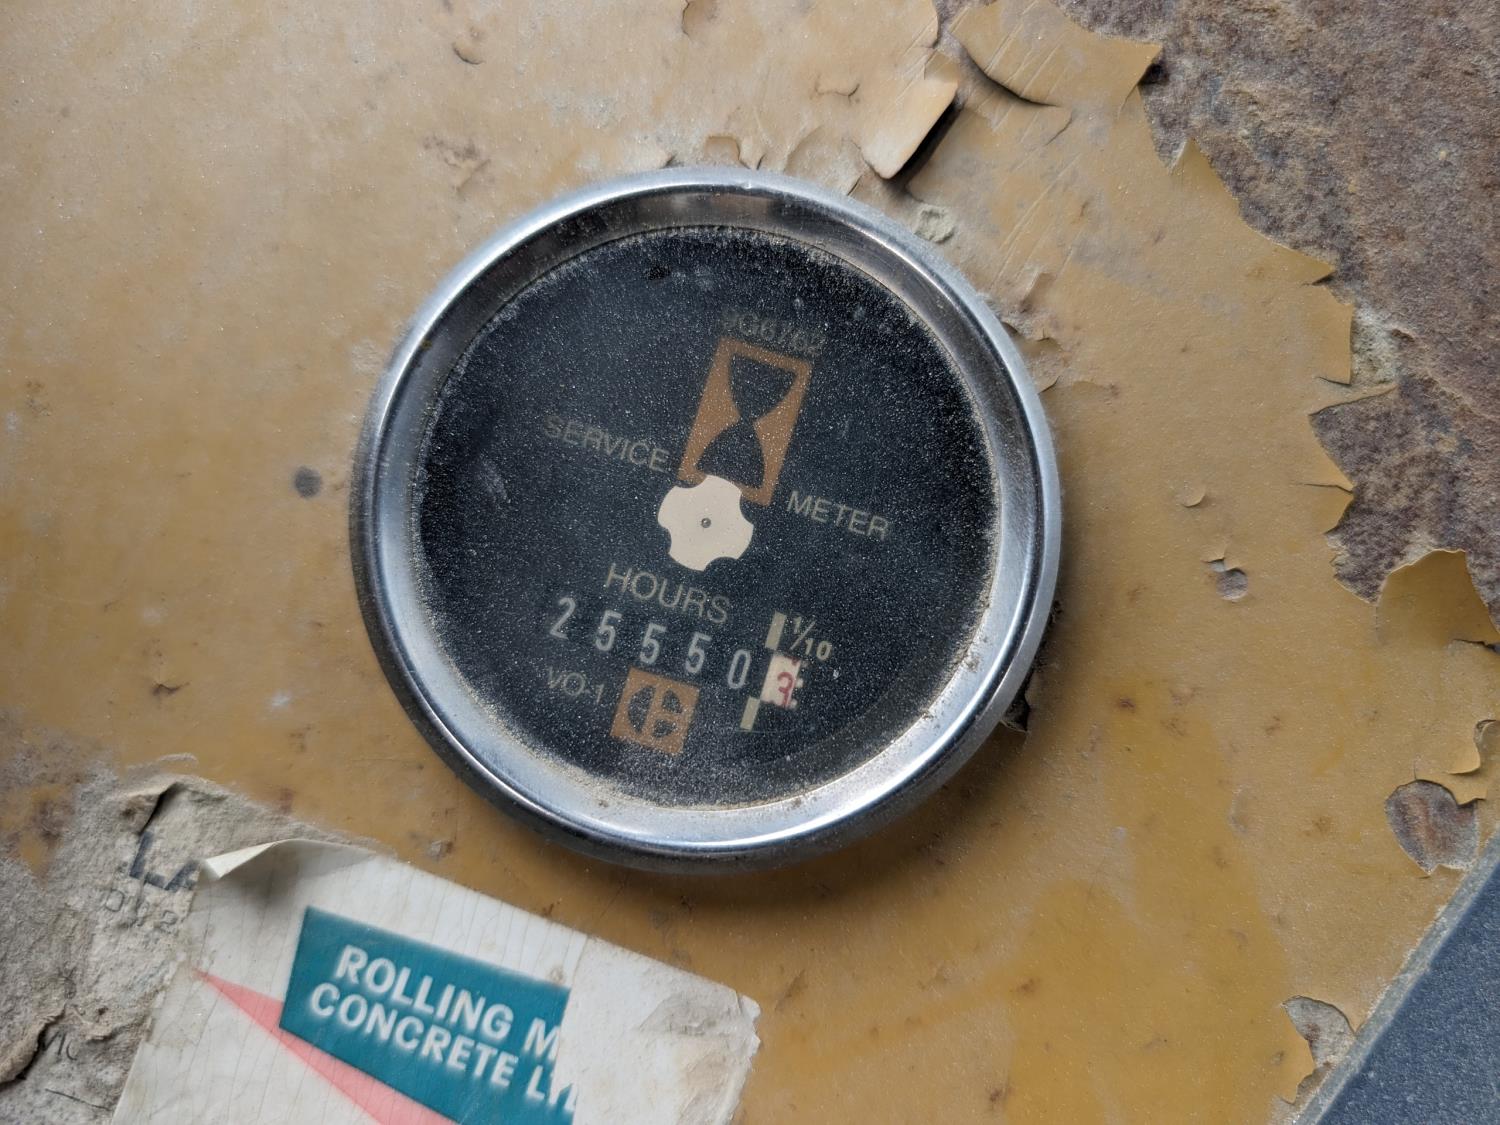 SERVICE
METER
HOURS
1/10
25550 3
VO-1
ROLLING M
CONCRETE